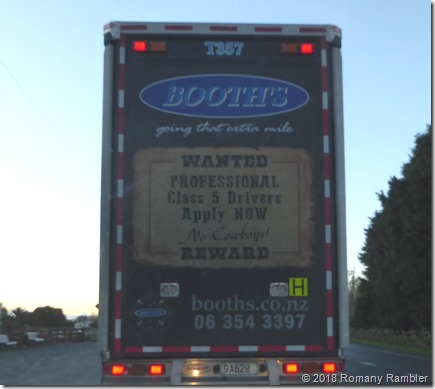 T357
BOOTH'S
going that extra mile
WANTED
PROFESSIONAL
Class 5 Drivers
Apply NOW
No Cowboys!
REWARD
H
booths.co.nz
06 354 3397
BOOTH'S
© 2018 Romany Rambler